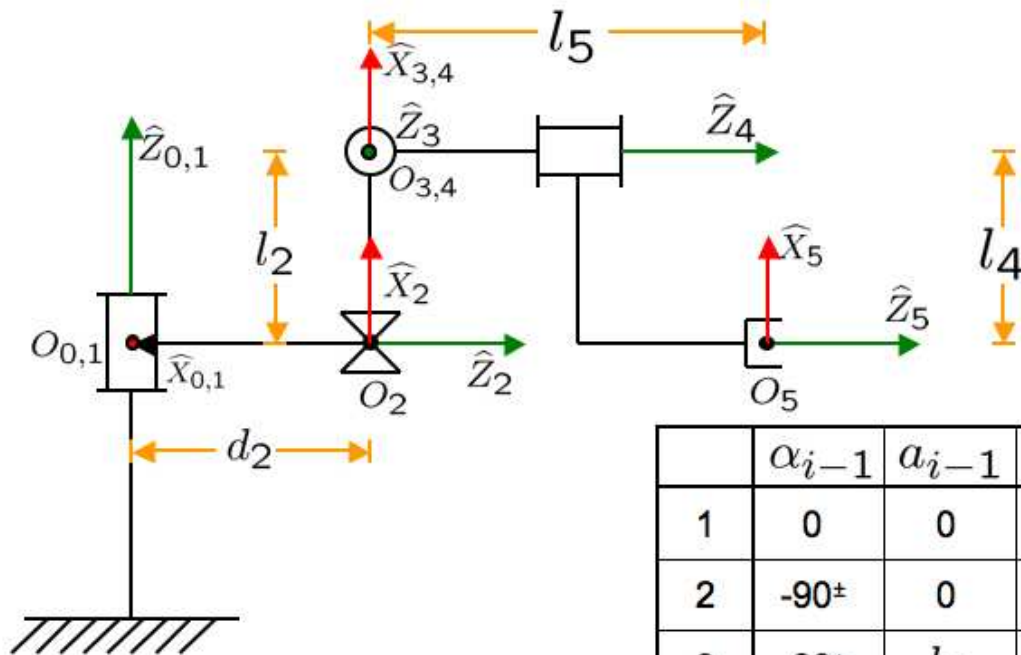 l₅
X̂₃,₄
Ẑ₃
Ẑ₄
Ẑ₀,₁
O₃,₄
l₂
X̂₅
l₄
X̂₂
Ẑ₅
O₀,₁
X̂₀,₁
Ẑ₂
O₂
O₅
d₂
αᵢ₋₁ aᵢ₋₁
1 0 0
2 -90± 0